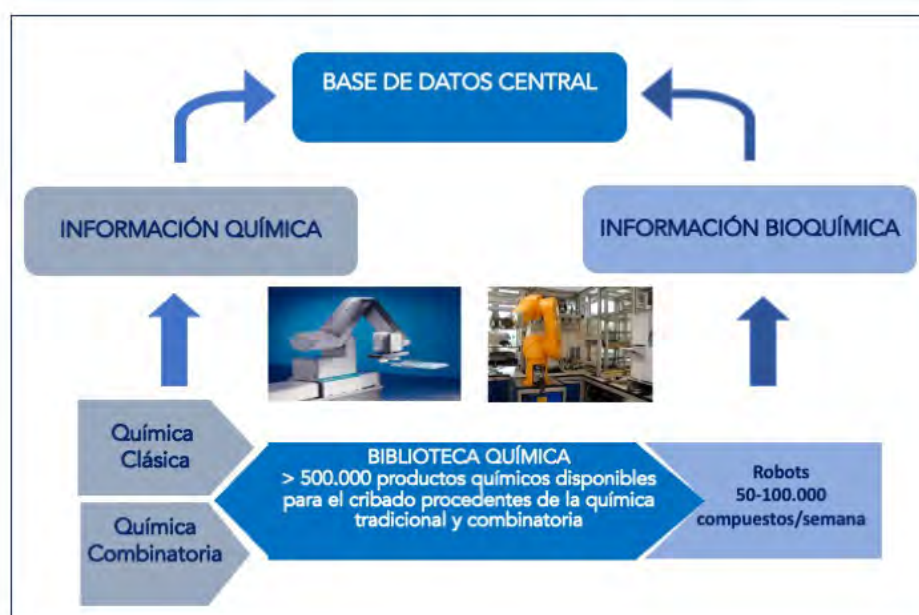 BASE DE DATOS CENTRAL
INFORMACIÓN QUÍMICA
INFORMACIÓN BIOQUÍMICA
Química
Clásica
Química
Combinatoria
BIBLIOTECA QUÍMICA
> 500.000 productos químicos disponibles
para el cribado procedentes de la química
tradicional y combinatoria
Robots
50-100.000
compuestos/semana